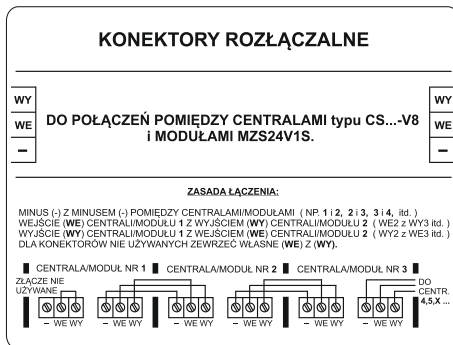 KONEKTORY ROZŁĄCZALNE
WY
WE
–
DO POŁĄCZEŃ POMIĘDZY CENTRALAMI typu CS...-V8
i MODUŁAMI MZS24V1S.
WY
WE
–
ZASADA ŁĄCZENIA:
MINUS (-) Z MINUSEM (-) POMIĘDZY CENTRALAMI/MODUŁAMI ( NP. 1 i 2, 2 i 3, 3 i 4, itd. )
WEJŚCIE (WE) CENTRALI/MODUŁU 1 Z WYJŚCIEM (WY) CENTRALI/MODUŁU 2 ( WE2 z WY3 itd. )
WYJŚCIE (WY) CENTRALI/MODUŁU 1 Z WEJŚCIEM (WE) CENTRALI/MODUŁU 2 ( WY2 z WE3 itd. )
DLA KONEKTORÓW NIE UŻYWANYCH ZEWRZEĆ WŁASNE (WE) Z (WY).
CENTRALA/MODUŁ NR 1
CENTRALA/MODUŁ NR 2
CENTRALA/MODUŁ NR 3
ZŁĄCZE NIE
UŻYWANE
DO
CENTR.
4,5,X ...
– WE WY
– WE WY
– WE WY
– WE WY
– WE WY
– WE WY